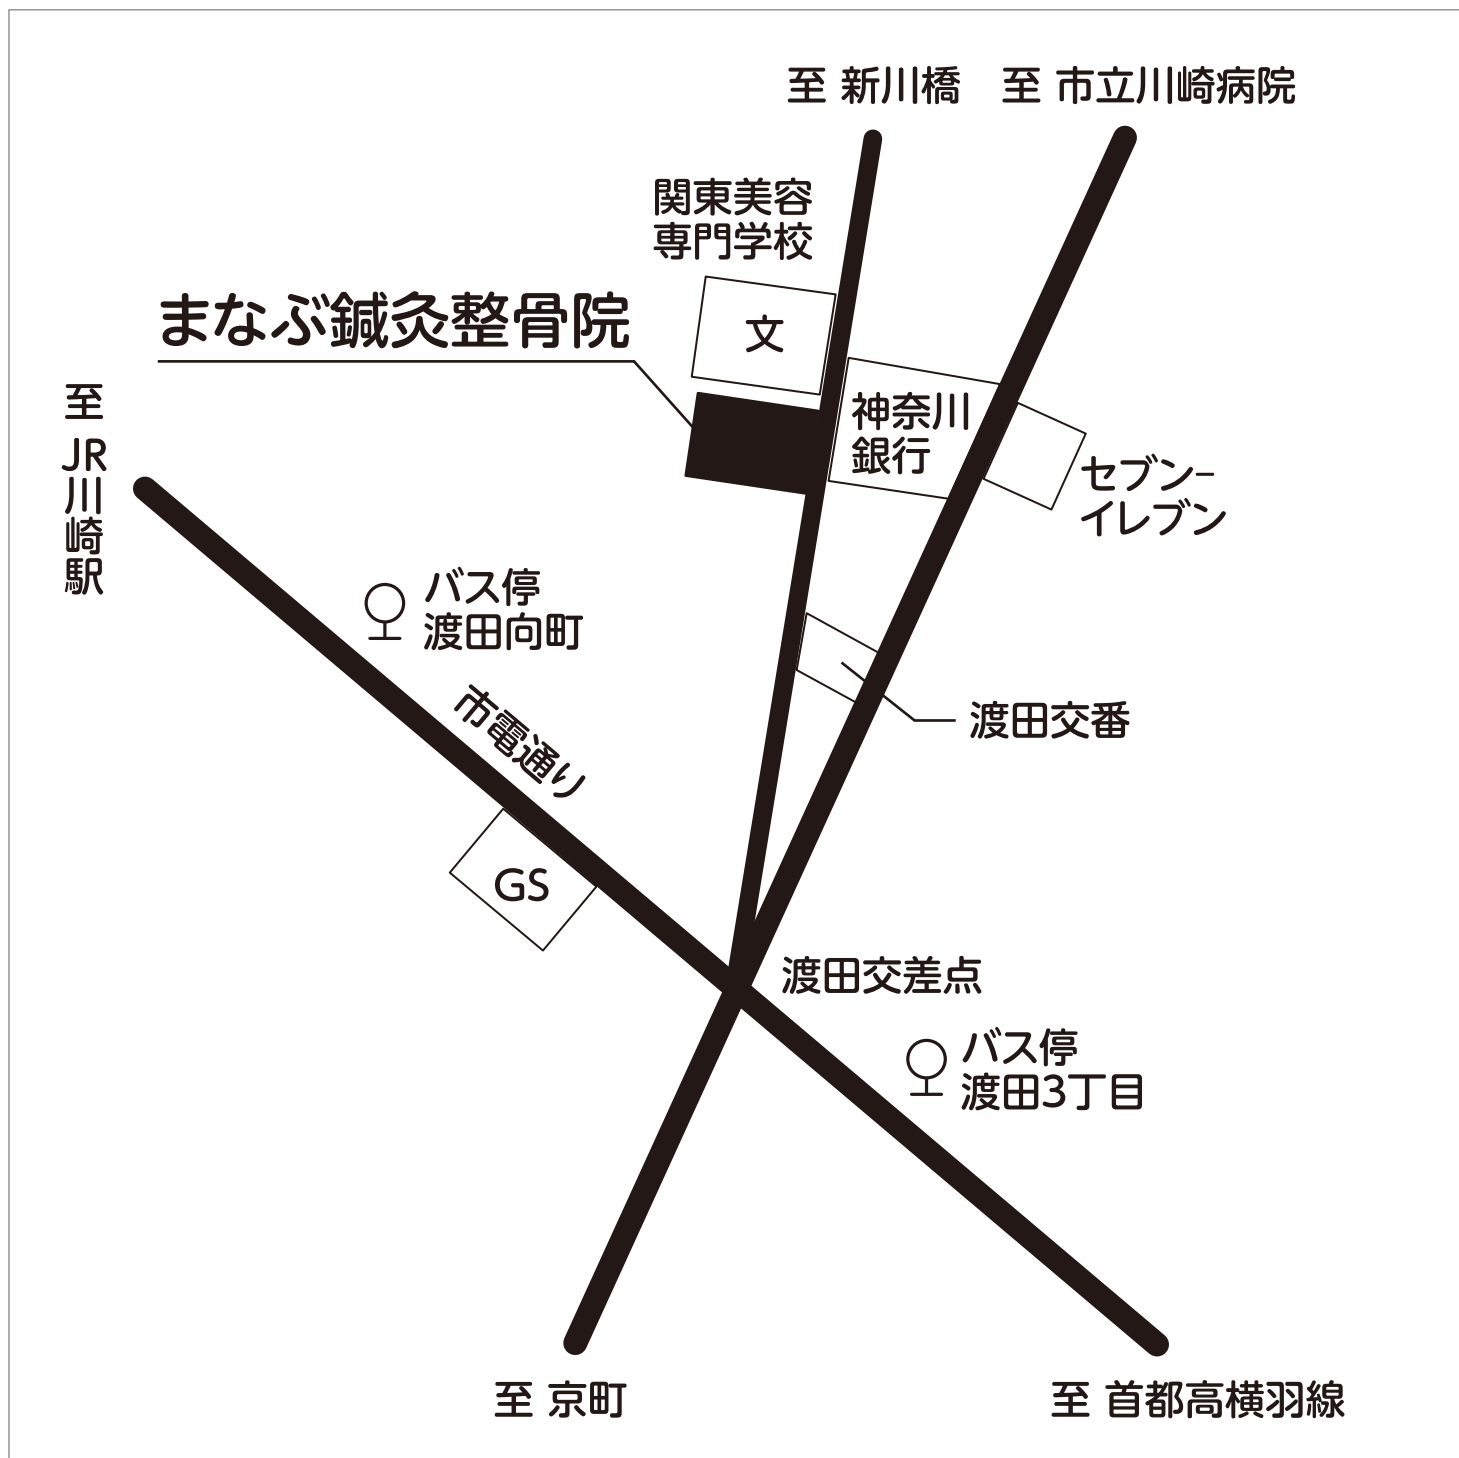 至 新川橋
至 市立川崎病院
関東美容
専門学校
まなぶ鍼灸整骨院
文
神奈川
銀行
セブン-
イレブン
至 JR川崎駅
バス停
渡田向町
市電通り
渡田交番
GS
渡田交差点
バス停
渡田3丁目
至 京町
至 首都高横羽線